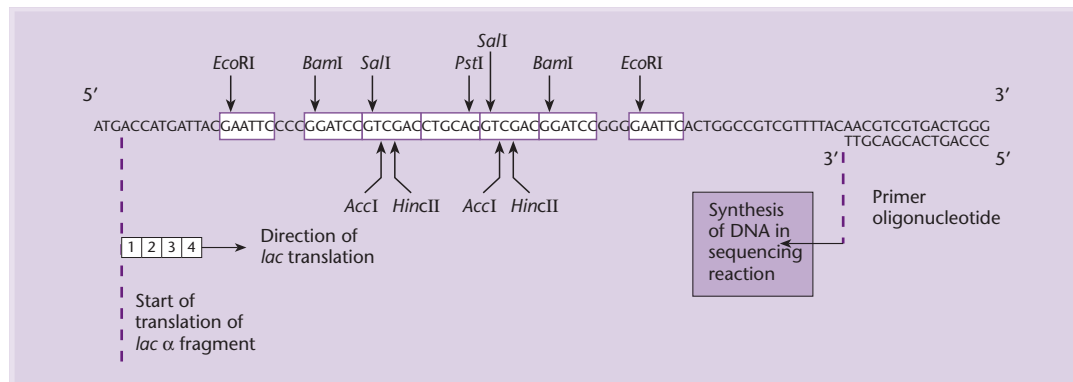 SalI
EcoRI BamI SalI PstI BamI EcoRI
5′ 3′
ATGACCATGATTACGAATTCCCCGGATCCGTCGACCTGCAGGTCGACGGATCCGGGGAATTCACTGGCCGTCGTTTTACAACGTCGTGACTGGG
TTGCAGCACTGACCC
3′ 5′
AccI HincII AccI HincII
Primer
oligonucleotide
Synthesis
of DNA in
sequencing
reaction
1 2 3 4
Direction of
lac translation
Start of
translation of
lac α fragment